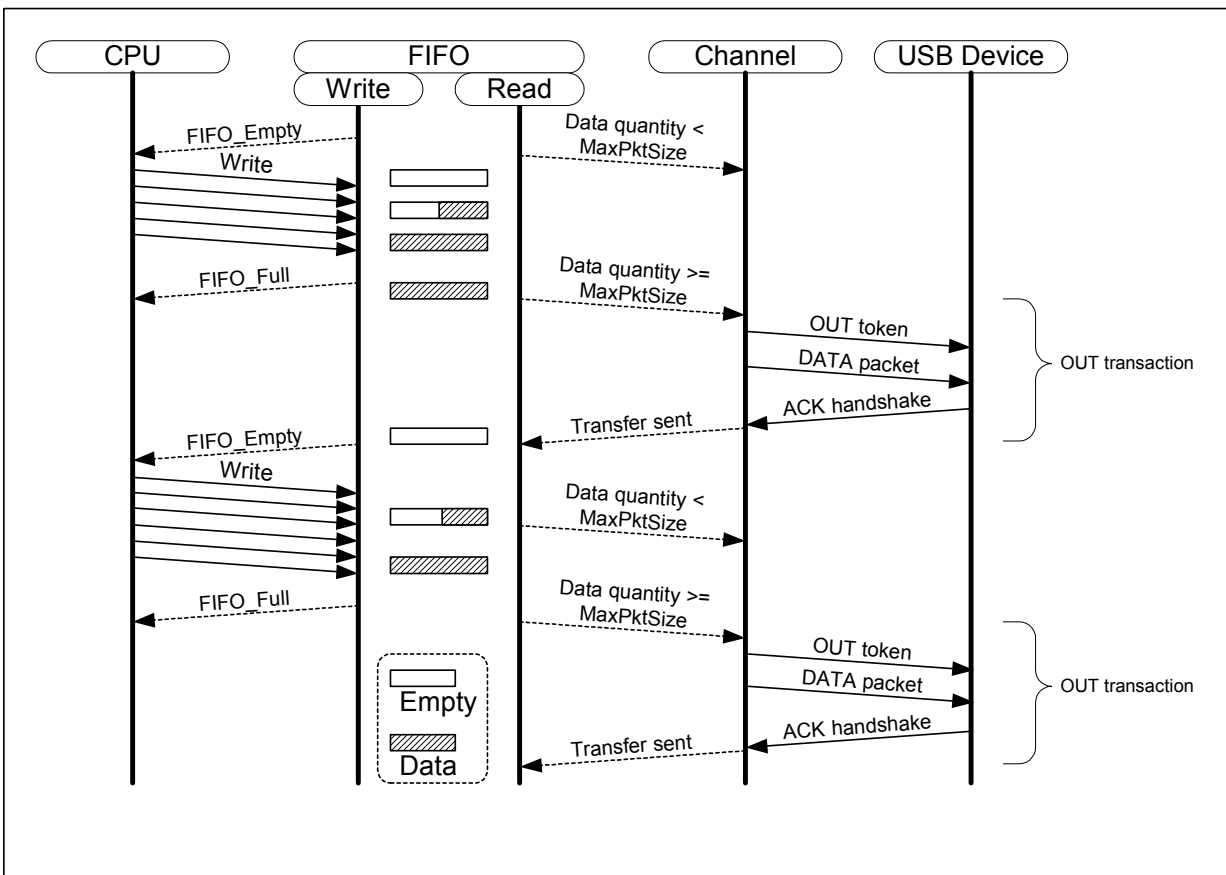 CPU
FIFO
Channel
USB Device
Write
Read
FIFO_Empty
Data quantity <
MaxPktSize
Write
FIFO_Full
Data quantity >=
MaxPktSize
OUT token
DATA packet
OUT transaction
ACK handshake
Transfer sent
FIFO_Empty
Write
Data quantity <
MaxPktSize
FIFO_Full
Data quantity >=
MaxPktSize
OUT token
DATA packet
OUT transaction
Empty
ACK handshake
Transfer sent
Data